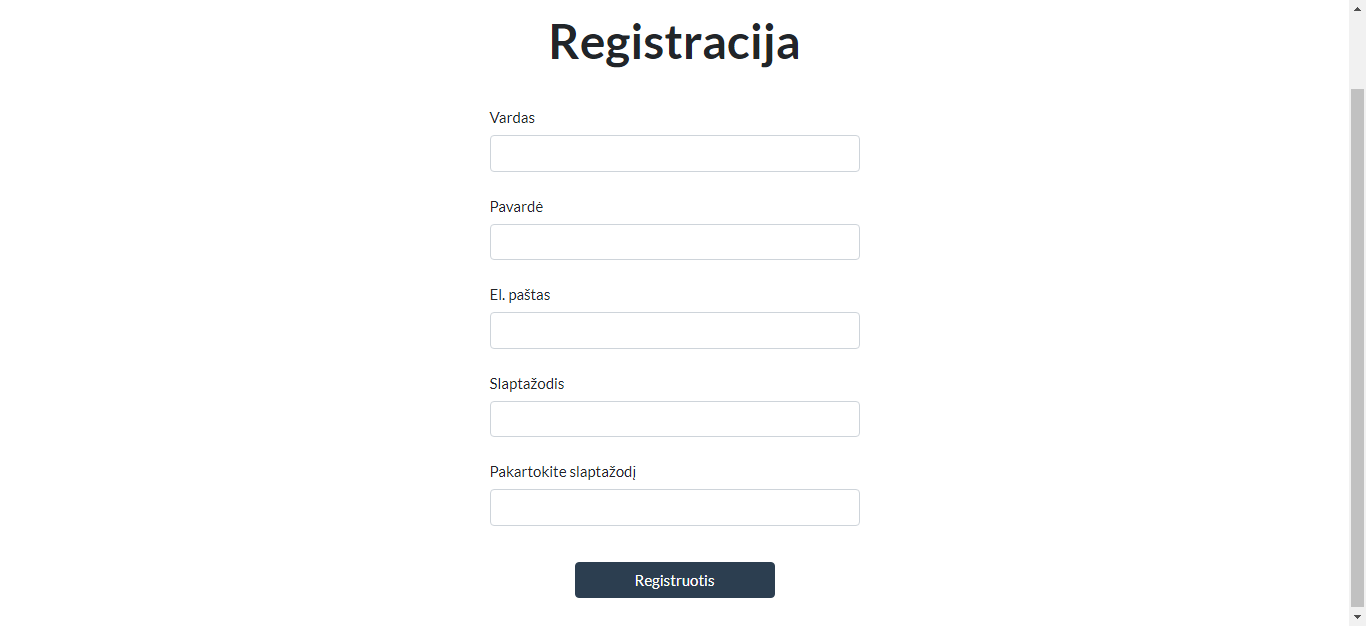 Registracija
Vardas
Pavardė
El. paštas
Slaptažodis
Pakartokite slaptažodį
Registruotis